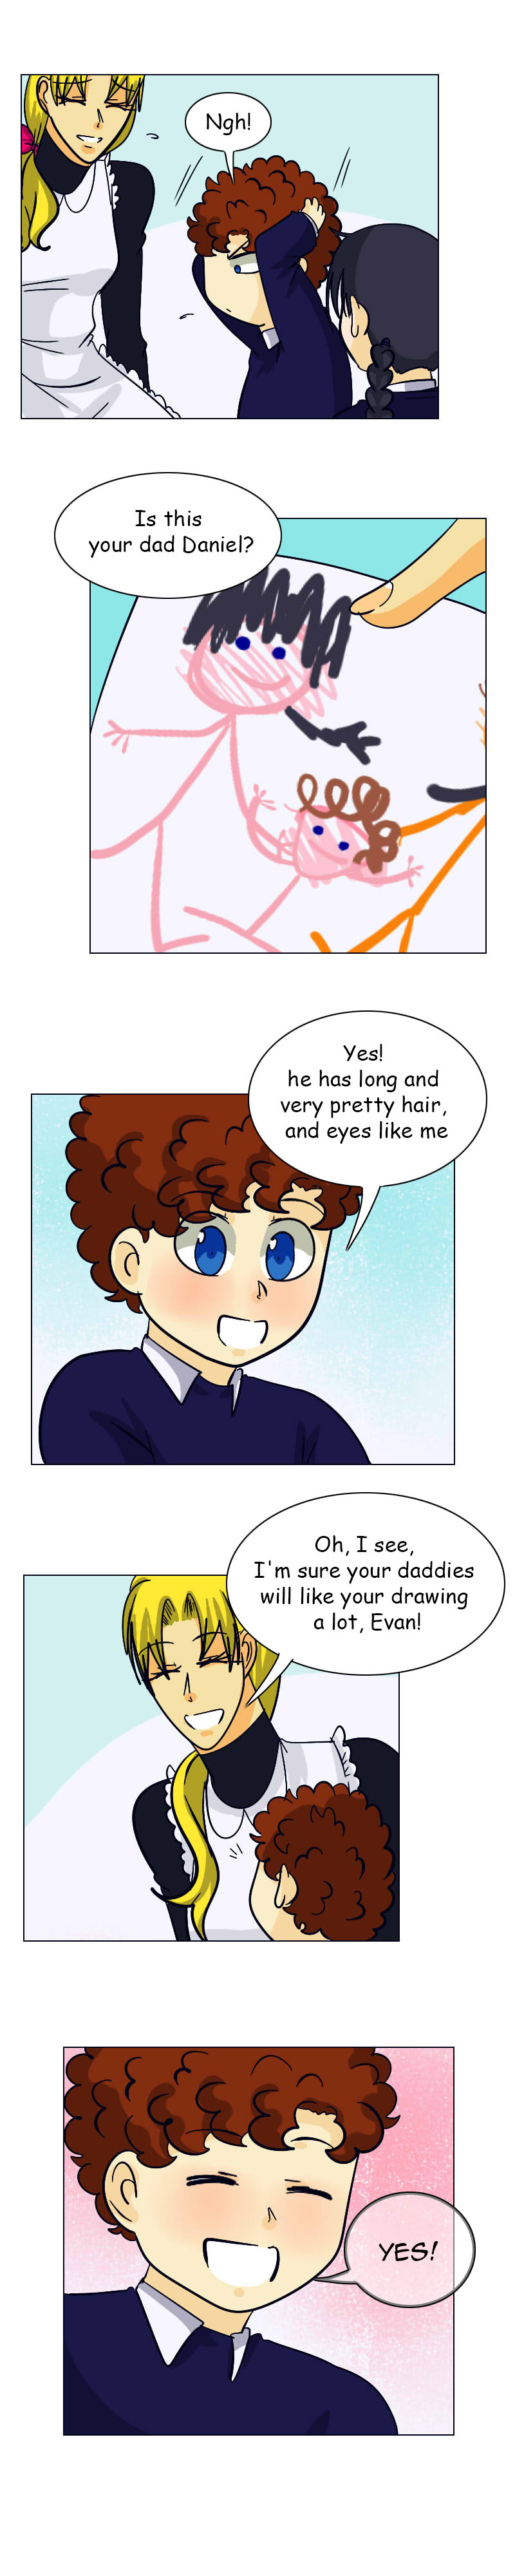 Ngh!
Is this
your dad Daniel?
Yes!
he has long and
very pretty hair,
and eyes like me
Oh, I see,
I'm sure your daddies
will like your drawing
a lot, Evan!
YES!